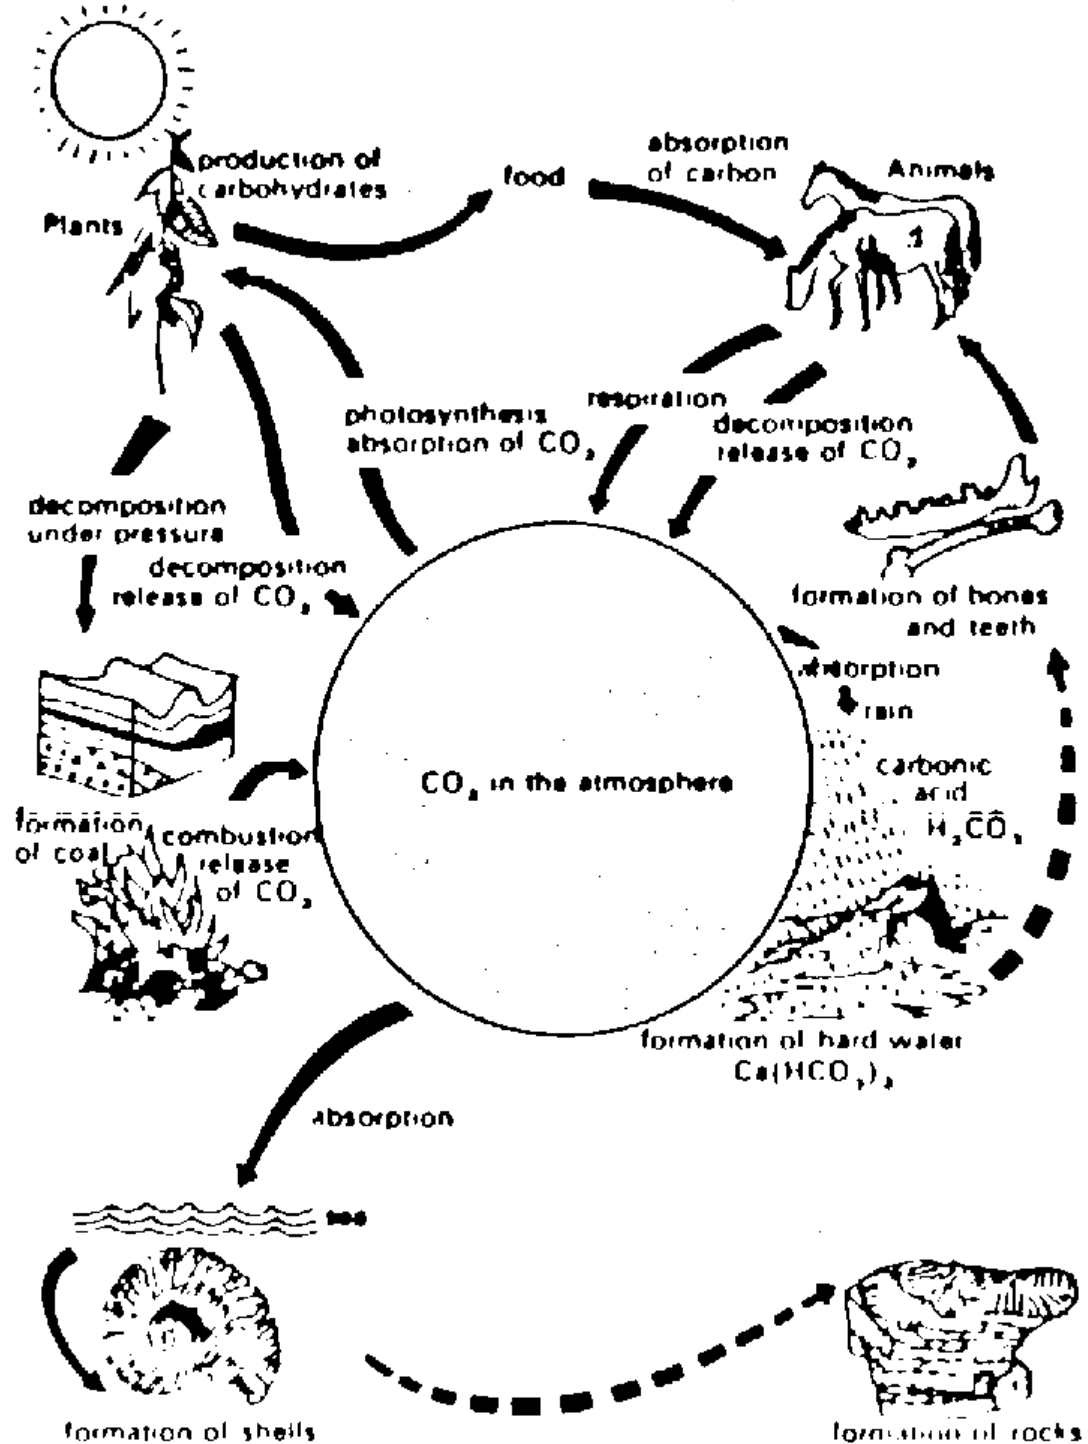 production of
carbohydrates
Plants
food
absorption
of carbon
Animals
photosynthesis
absorption of CO₂
respiration
decomposition
release of CO₂
decomposition
under pressure
decomposition
release of CO₂
formation of bones
and teeth
absorption
rain
carbonic
acid
H₂CO₃
CO₂ in the atmosphere
formation
of coal
combustion
release
of CO₂
formation of hard water
Ca(HCO₃)₂
absorption
sea
formation of shells
formation of rocks